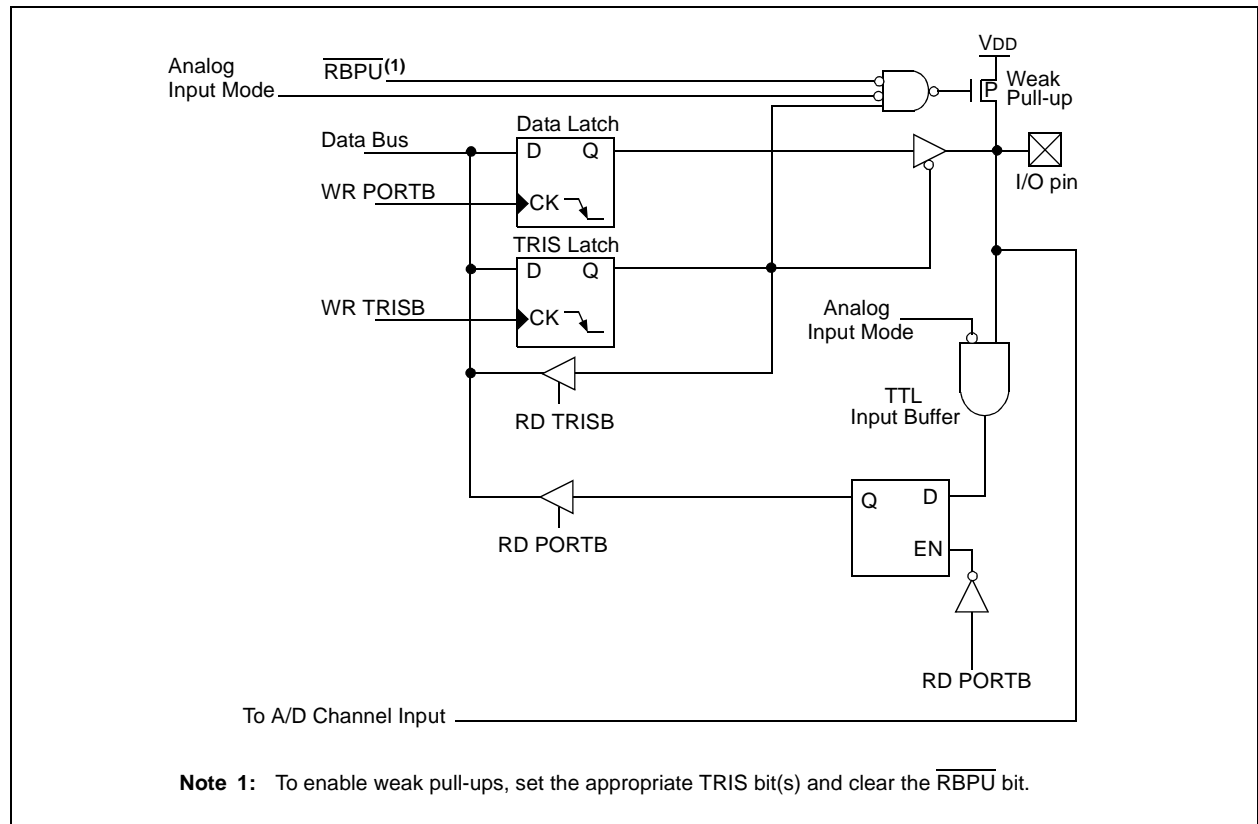 VDD
Analog
Input Mode
RBPU(1)
P
Weak
Pull-up
Data Latch
Data Bus
D Q
I/O pin
WR PORTB
CK
TRIS Latch
D Q
WR TRISB
CK
Analog
Input Mode
RD TRISB
TTL
Input Buffer
Q D
RD PORTB
EN
RD PORTB
To A/D Channel Input
Note 1: To enable weak pull-ups, set the appropriate TRIS bit(s) and clear the RBPU bit.